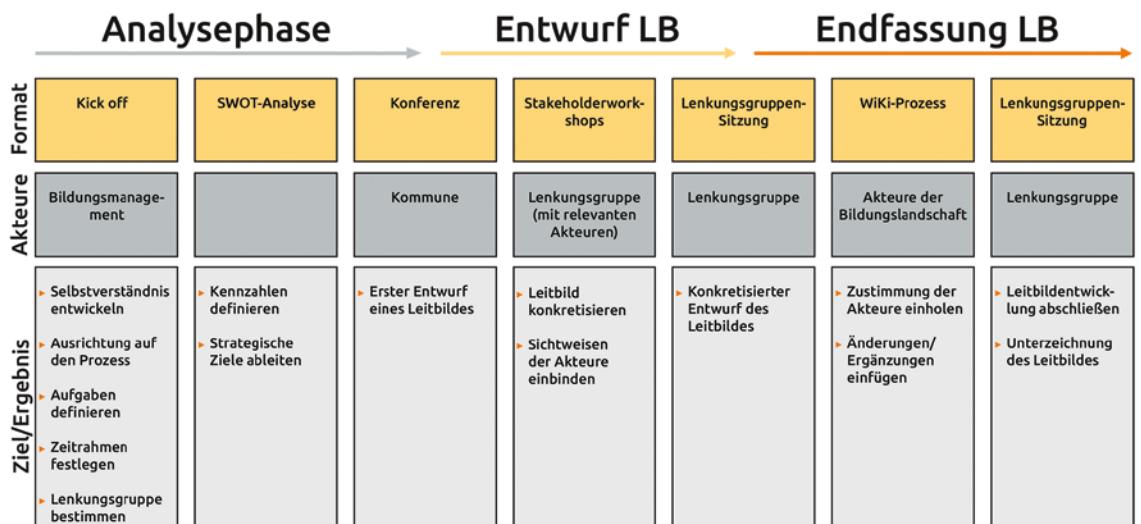 Analysephase
Entwurf LB
Endfassung LB
Format
Kick off
SWOT-Analyse
Konferenz
Stakeholderwork-
shops
Lenkungsgruppen-
Sitzung
WiKi-Prozess
Lenkungsgruppen-
Sitzung
Akteure
Bildungsmanage-
ment
Kommune
Lenkungsgruppe
(mit relevanten
Akteuren)
Lenkungsgruppe
Akteure der
Bildungslandschaft
Lenkungsgruppe
Ziel/Ergebnis
Selbstverständnis
entwickeln
Ausrichtung auf
den Prozess
Aufgaben
definieren
Zeitrahmen
festlegen
Lenkungsgruppe
bestimmen
Kennzahlen
definieren
Strategische
Ziele ableiten
Erster Entwurf
eines Leitbildes
Leitbild
konkretisieren
Sichtweisen
der Akteure
einbinden
Konkretisierter
Entwurf des
Leitbildes
Zustimmung der
Akteure einholen
Änderungen/
Ergänzungen
einfügen
Leitbildentwick-
lung abschließen
Unterzeichnung
des Leitbildes